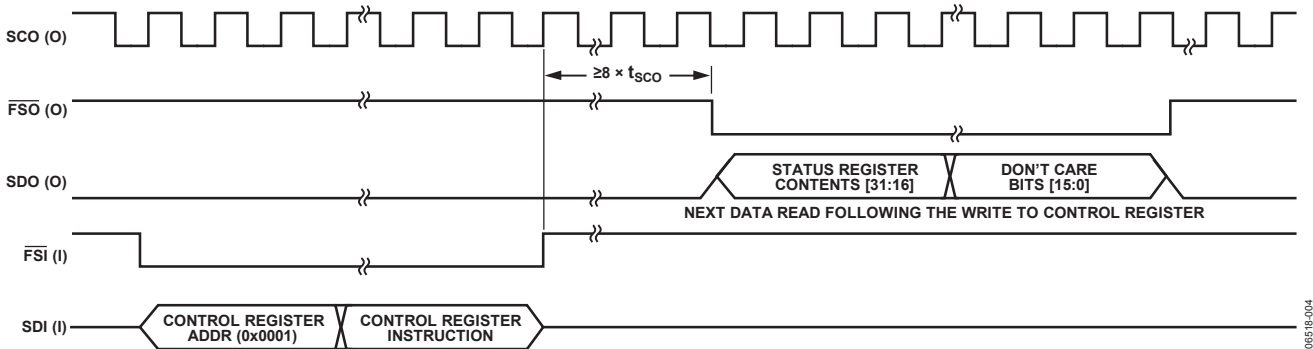 SCO (O)
≥8 × tSCO
FSO (O)
SDO (O)
STATUS REGISTER
CONTENTS [31:16]
DON'T CARE
BITS [15:0]
NEXT DATA READ FOLLOWING THE WRITE TO CONTROL REGISTER
FSI (I)
SDI (I)
CONTROL REGISTER
ADDR (0x0001)
CONTROL REGISTER
INSTRUCTION
06518-004